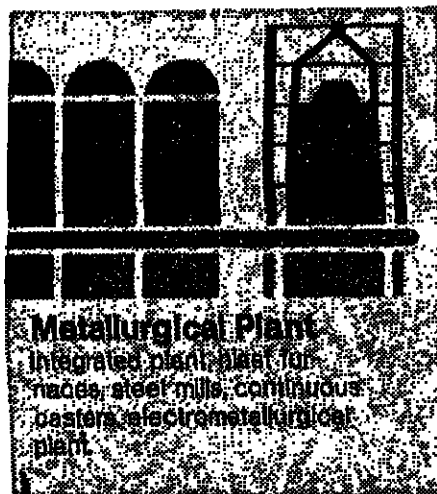 Metallurgical Plant
Integrated plant, blast fur-
naces, steel mills, continuous
casters, electrometallurgical
plant.